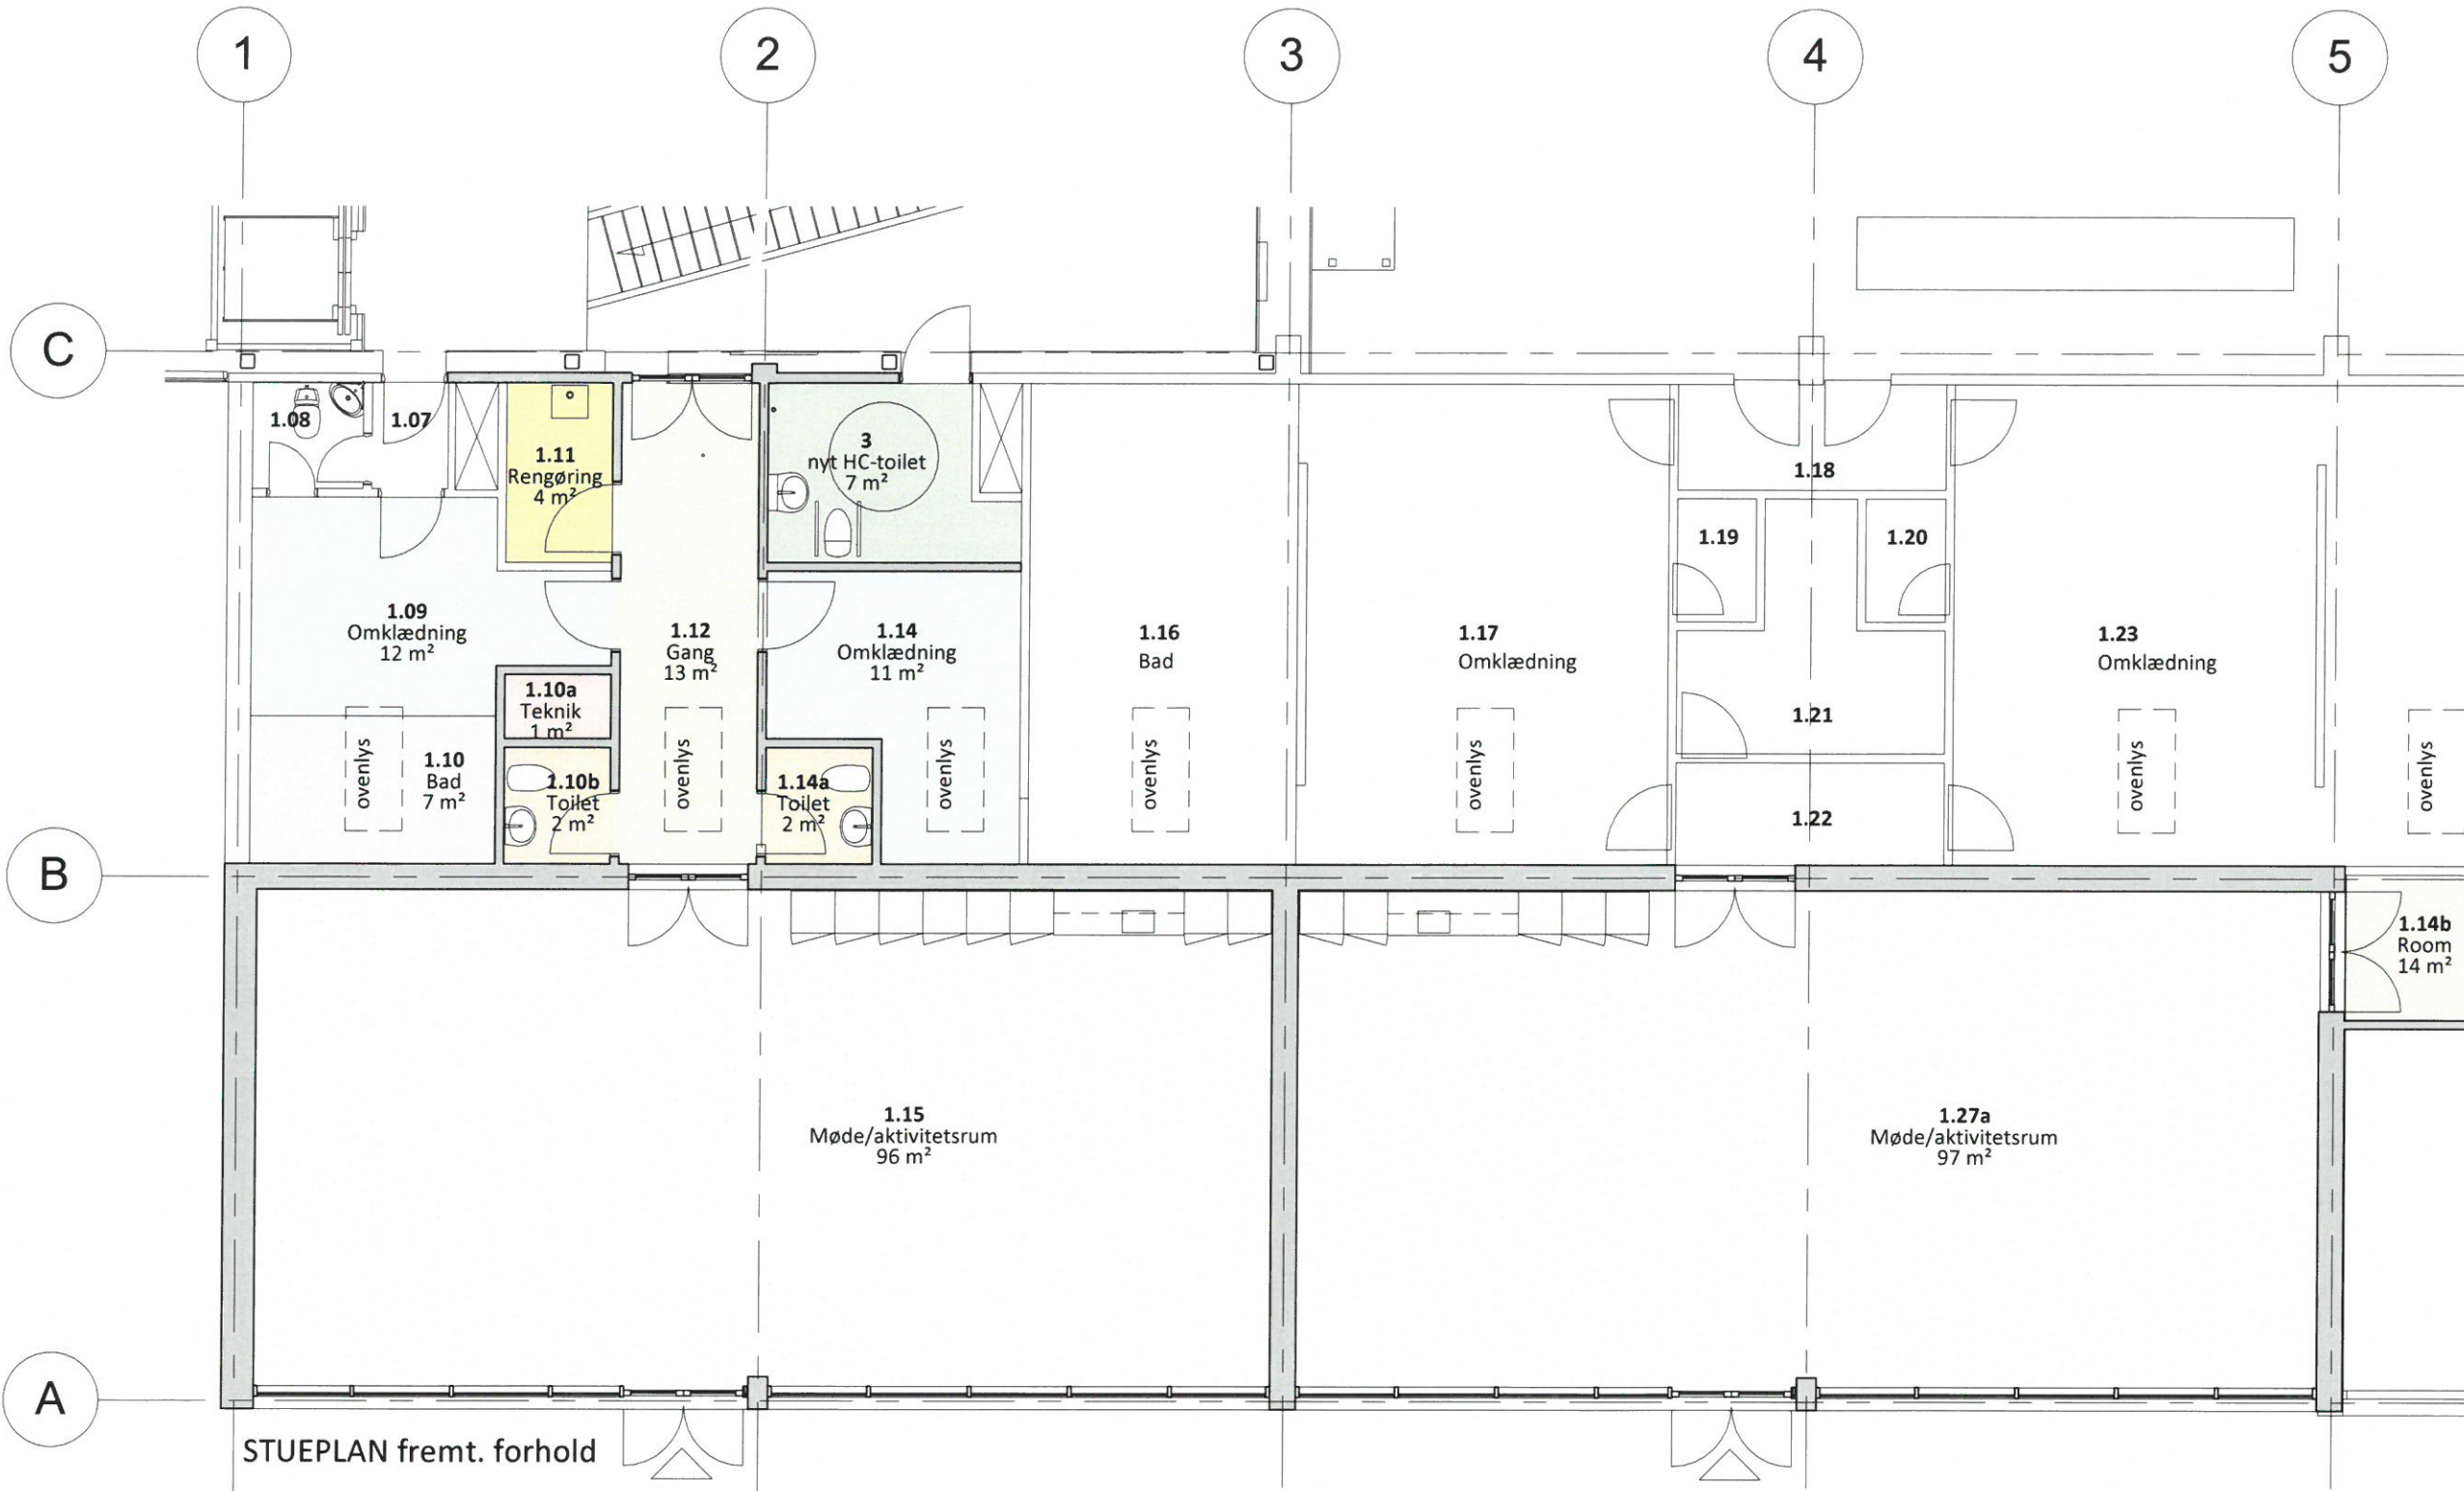 1
2
3
4
5
C
1.08
1.07
1.11
Rengøring
4 m²
3
nyt HC-toilet
7 m²
1.18
1.19
1.20
1.09
Omklædning
12 m²
1.12
Gang
13 m²
1.14
Omklædning
11 m²
1.16
Bad
1.17
Omklædning
1.23
Omklædning
1.10a
Teknik
1 m²
1.21
ovenlys
1.10
Bad
7 m²
1.10b
Toilet
2 m²
ovenlys
1.14a
Toilet
2 m²
ovenlys
ovenlys
ovenlys
1.22
ovenlys
ovenlys
B
1.14b
Room
14 m²
1.15
Møde/aktivitetsrum
96 m²
1.27a
Møde/aktivitetsrum
97 m²
A
STUEPLAN fremt. forhold